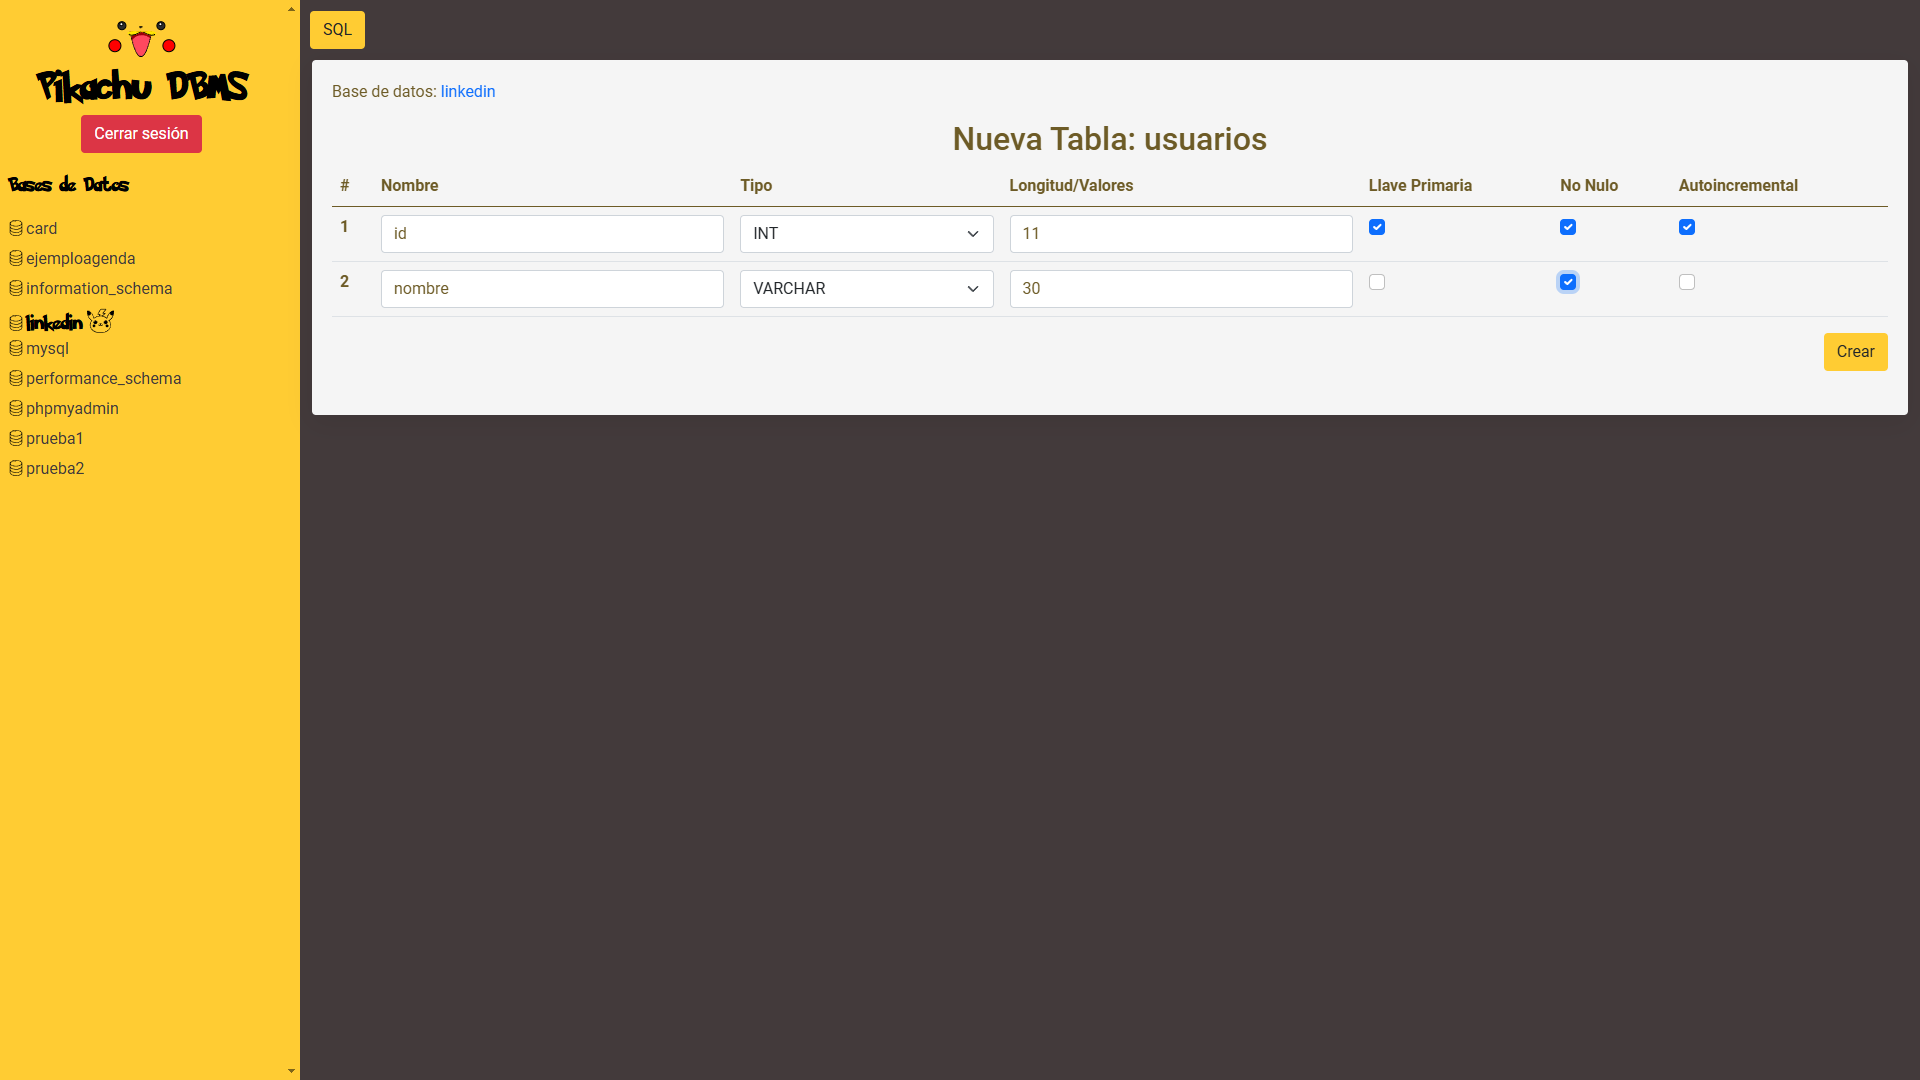 Pikachu DBMS
Cerrar sesión
Bases de Datos
card
ejemploagenda
information_schema
linkedin
mysql
performance_schema
phpmyadmin
prueba1
prueba2
SQL
Base de datos: linkedin
Nueva Tabla: usuarios
# Nombre Tipo Longitud/Valores Llave Primaria No Nulo Autoincremental
1 id INT 11
2 nombre VARCHAR 30
Crear